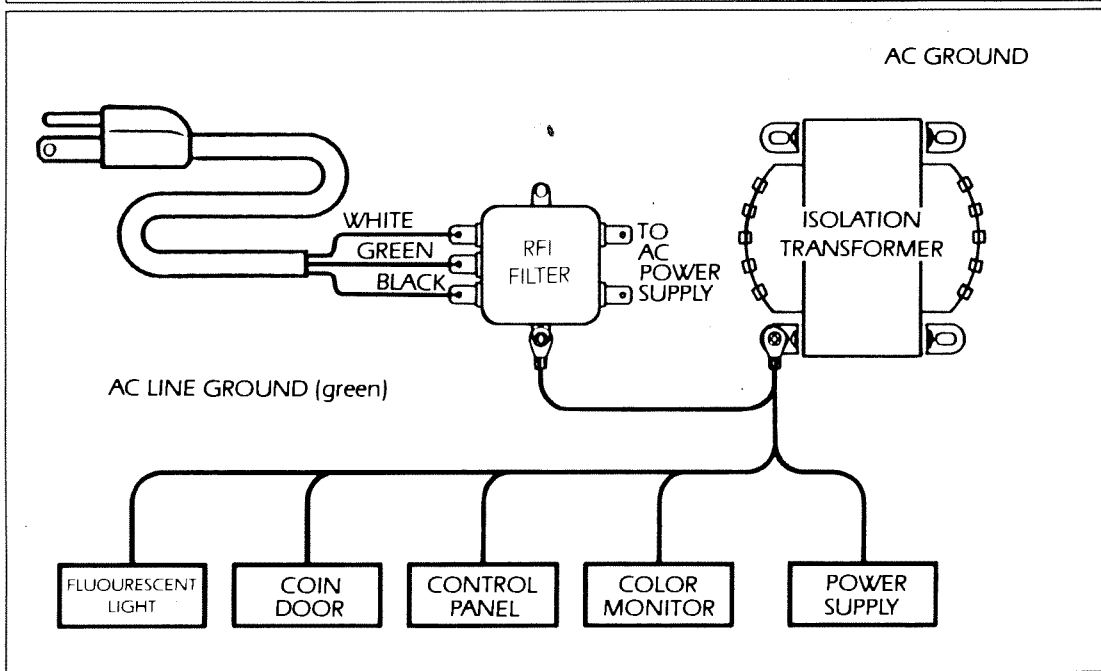 AC GROUND
WHITE
GREEN
BLACK
RFI
FILTER
TO
AC
POWER
SUPPLY
ISOLATION
TRANSFORMER
AC LINE GROUND (green)
FLUOURESCENT
LIGHT
COIN
DOOR
CONTROL
PANEL
COLOR
MONITOR
POWER
SUPPLY